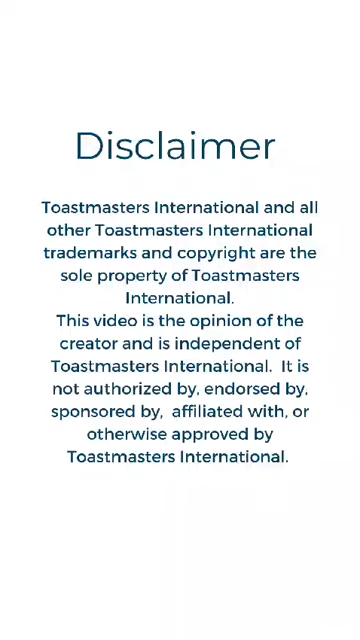 Disclaimer
Toastmasters International and all
other Toastmasters International
trademarks and copyright are the
sole property of Toastmasters
International.
This video is the opinion of the
creator and is independent of
Toastmasters International.  It is
not authorized by, endorsed by,
sponsored by,  affiliated with, or
otherwise approved by
Toastmasters International.